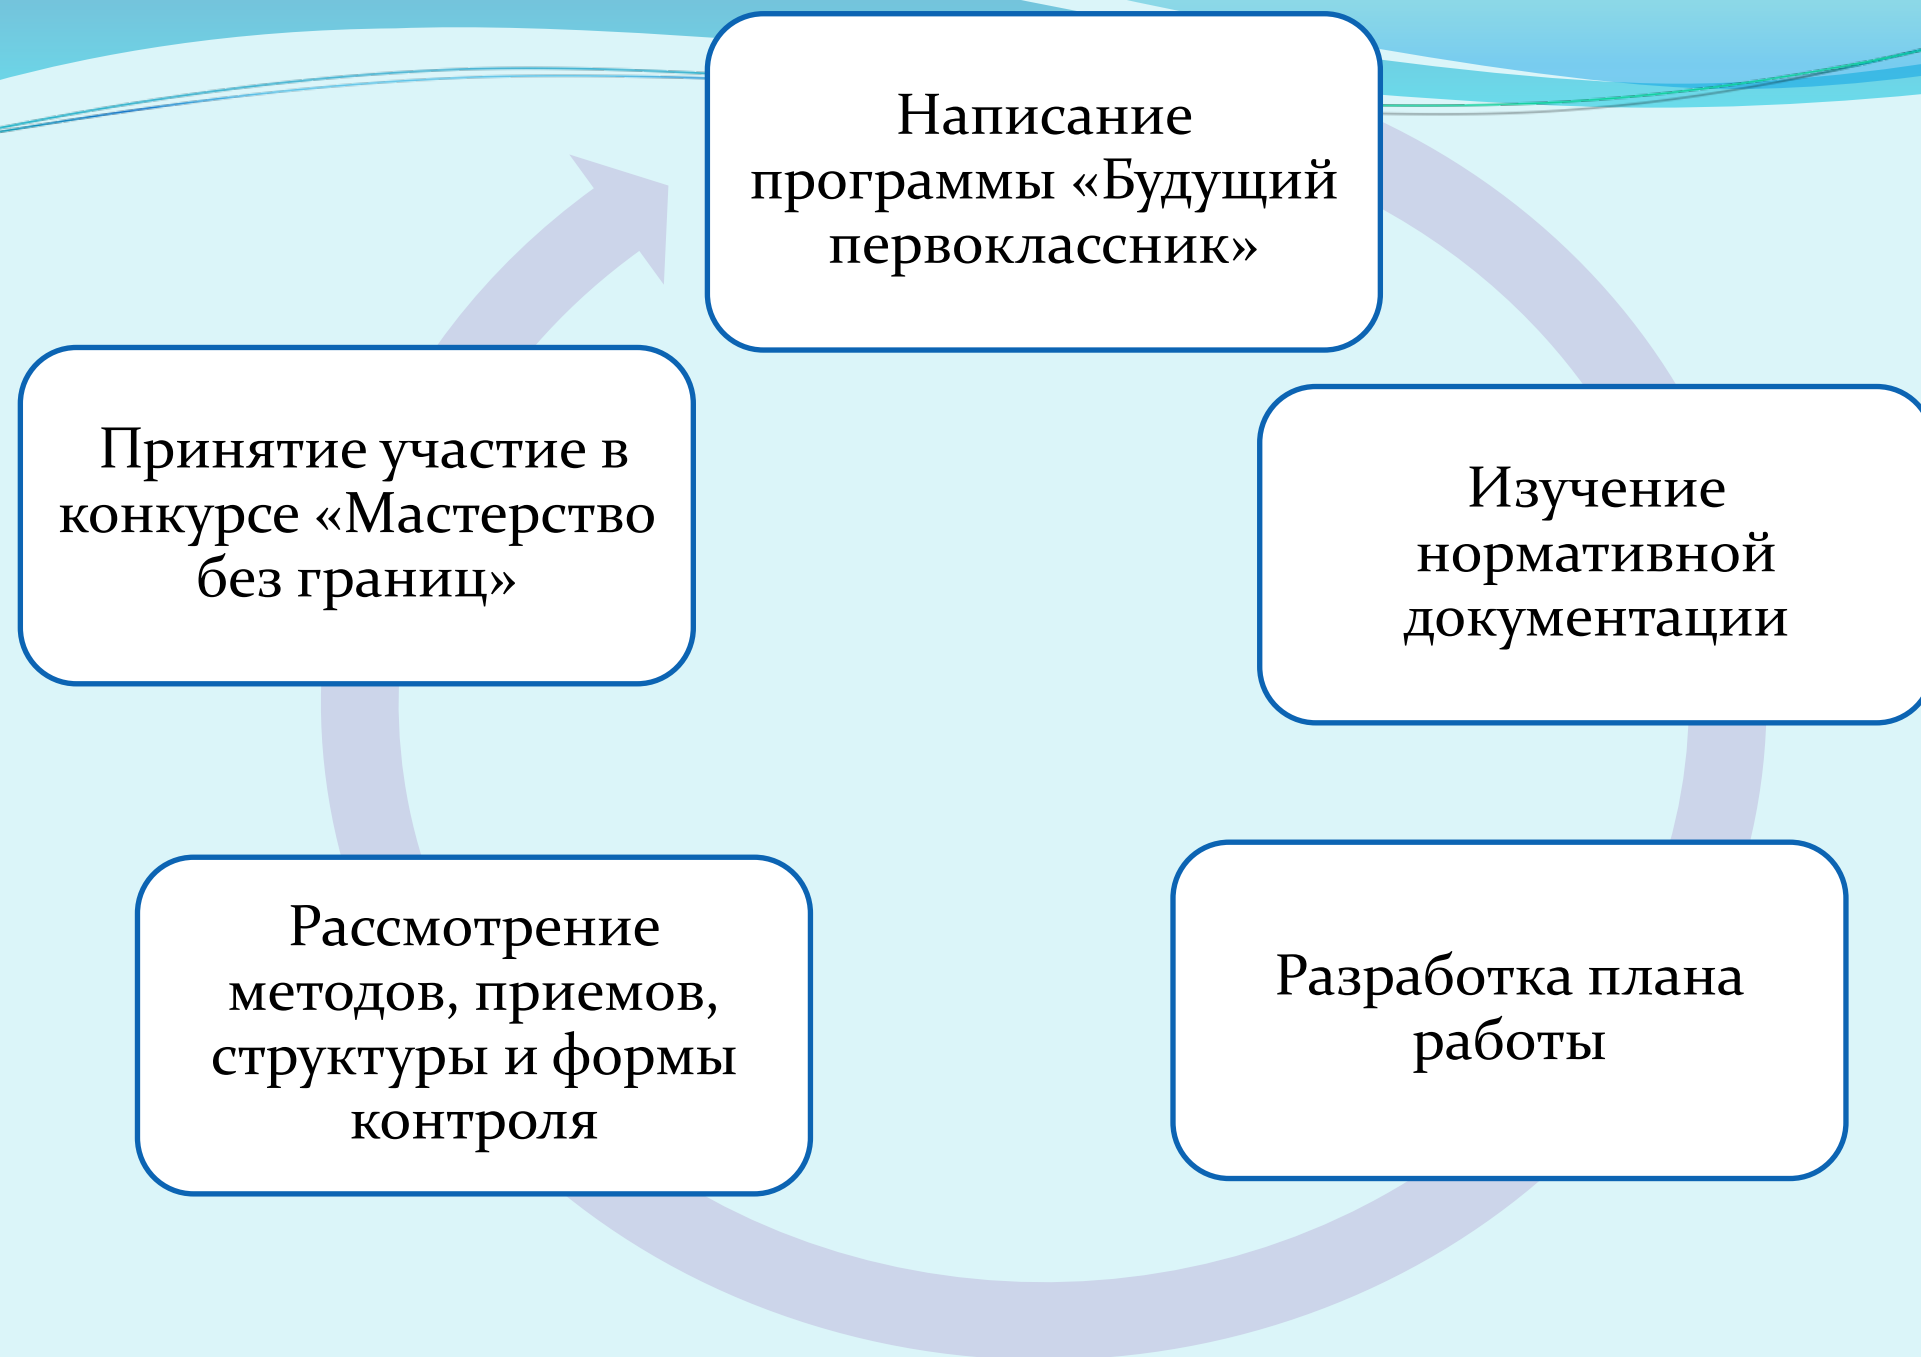 Написание
программы «Будущий
первоклассник»
Изучение
нормативной
документации
Разработка плана
работы
Рассмотрение
методов, приемов,
структуры и формы
контроля
Принятие участие в
конкурсе «Мастерство
без границ»